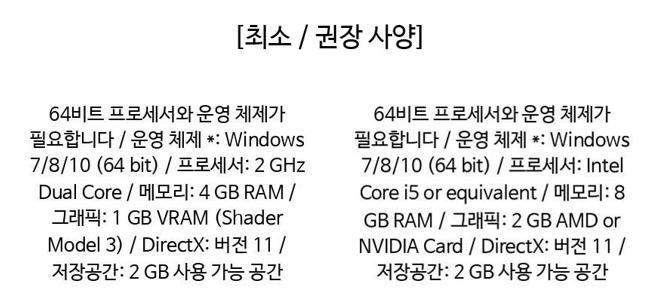 [최소 / 권장 사양]
64비트 프로세서와 운영 체제가
필요합니다 / 운영 체제 *: Windows
7/8/10 (64 bit) / 프로세서: 2 GHz
Dual Core / 메모리: 4 GB RAM /
그래픽: 1 GB VRAM (Shader
Model 3) / DirectX: 버전 11 /
저장공간: 2 GB 사용 가능 공간
64비트 프로세서와 운영 체제가
필요합니다 / 운영 체제 *: Windows
7/8/10 (64 bit) / 프로세서: Intel
Core i5 or equivalent / 메모리: 8
GB RAM / 그래픽: 2 GB AMD or
NVIDIA Card / DirectX: 버전 11 /
저장공간: 2 GB 사용 가능 공간